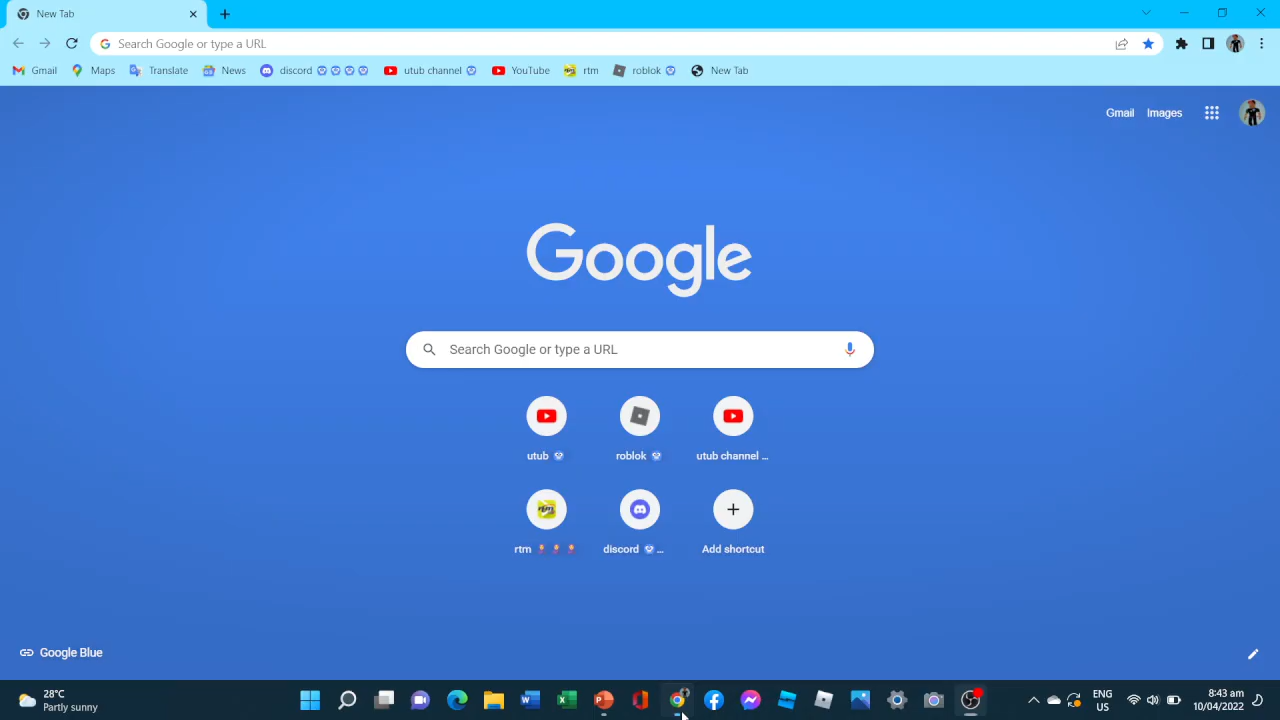 New Tab
Search Google or type a URL
Gmail Maps Translate News discord utub channel YouTube rtm roblok New Tab
Gmail Images
Google
Search Google or type a URL
utub roblok utub channel ...
rtm discord ... Add shortcut
Google Blue
28°C
Partly sunny
ENG
US
8:43 am
10/04/2022